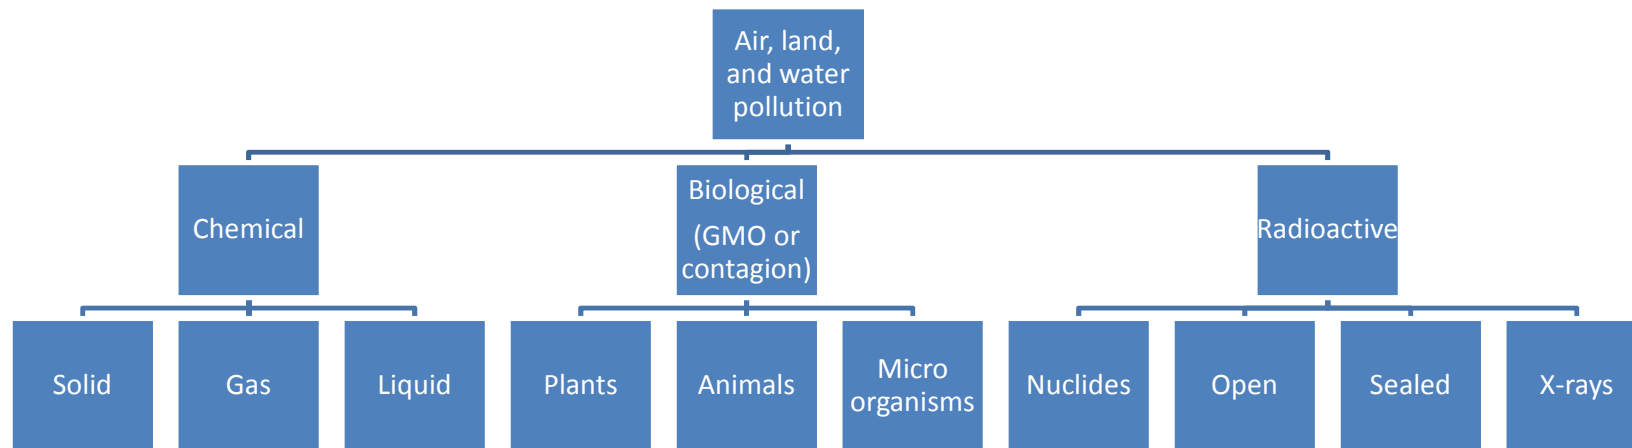 Air, land,
and water
pollution
Chemical
Biological
(GMO or
contagion)
Radioactive
Solid
Gas
Liquid
Plants
Animals
Micro
organisms
Nuclides
Open
Sealed
X-rays